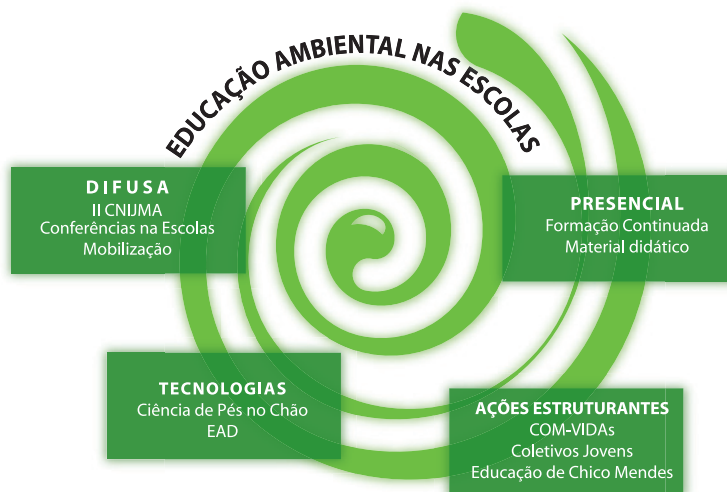 EDUCAÇÃO AMBIENTAL NAS ESCOLAS
DIFUSA
II CNIJMA
Conferências na Escolas
Mobilização
PRESENCIAL
Formação Continuada
Material didático
TECNOLOGIAS
Ciência de Pés no Chão
EAD
AÇÕES ESTRUTURANTES
COM-VIDAs
Coletivos Jovens
Educação de Chico Mendes